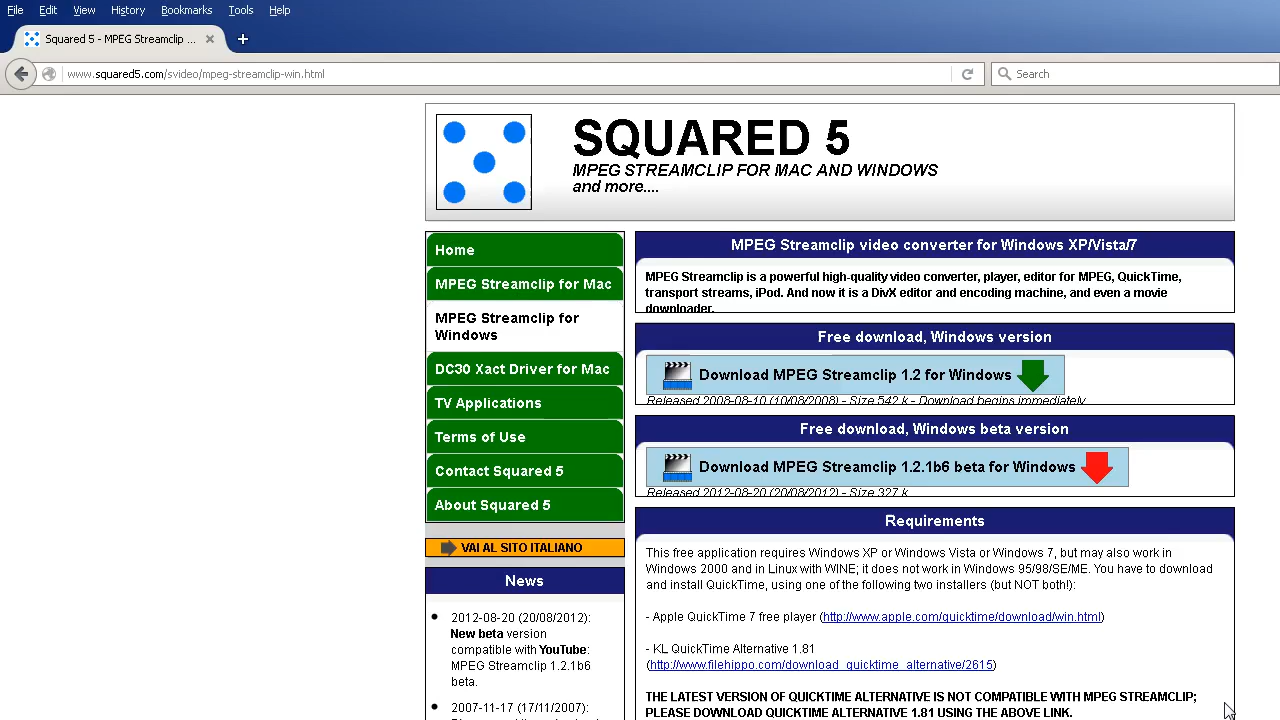 File Edit View History Bookmarks Tools Help
Squared 5 - MPEG Streamclip ...
www.squared5.com/svideo/mpeg-streamclip-win.html
Search
SQUARED 5
MPEG STREAMCLIP FOR MAC AND WINDOWS
and more....
Home
MPEG Streamclip for Mac
MPEG Streamclip for
Windows
DC30 Xact Driver for Mac
TV Applications
Terms of Use
Contact Squared 5
About Squared 5
VAI AL SITO ITALIANO
News
2012-08-20 (20/08/2012):
New beta version
compatible with YouTube:
MPEG Streamclip 1.2.1b6
beta.
2007-11-17 (17/11/2007):
MPEG Streamclip video converter for Windows XP/Vista/7
MPEG Streamclip is a powerful high-quality video converter, player, editor for MPEG, QuickTime,
transport streams, iPod. And now it is a DivX editor and encoding machine, and even a movie
downloader.
Free download, Windows version
Download MPEG Streamclip 1.2 for Windows
Released 2008-08-10 (10/08/2008) - Size 542 k - Download begins immediately
Free download, Windows beta version
Download MPEG Streamclip 1.2.1b6 beta for Windows
Released 2012-08-20 (20/08/2012) - Size 327 k
Requirements
This free application requires Windows XP or Windows Vista or Windows 7, but may also work in
Windows 2000 and in Linux with WINE; it does not work in Windows 95/98/SE/ME. You have to download
and install QuickTime, using one of the following two installers (but NOT both!):
- Apple QuickTime 7 free player (http://www.apple.com/quicktime/download/win.html)
- KL QuickTime Alternative 1.81
(http://www.filehippo.com/download_quicktime_alternative/2615)
THE LATEST VERSION OF QUICKTIME ALTERNATIVE IS NOT COMPATIBLE WITH MPEG STREAMCLIP;
PLEASE DOWNLOAD QUICKTIME ALTERNATIVE 1.81 USING THE ABOVE LINK.